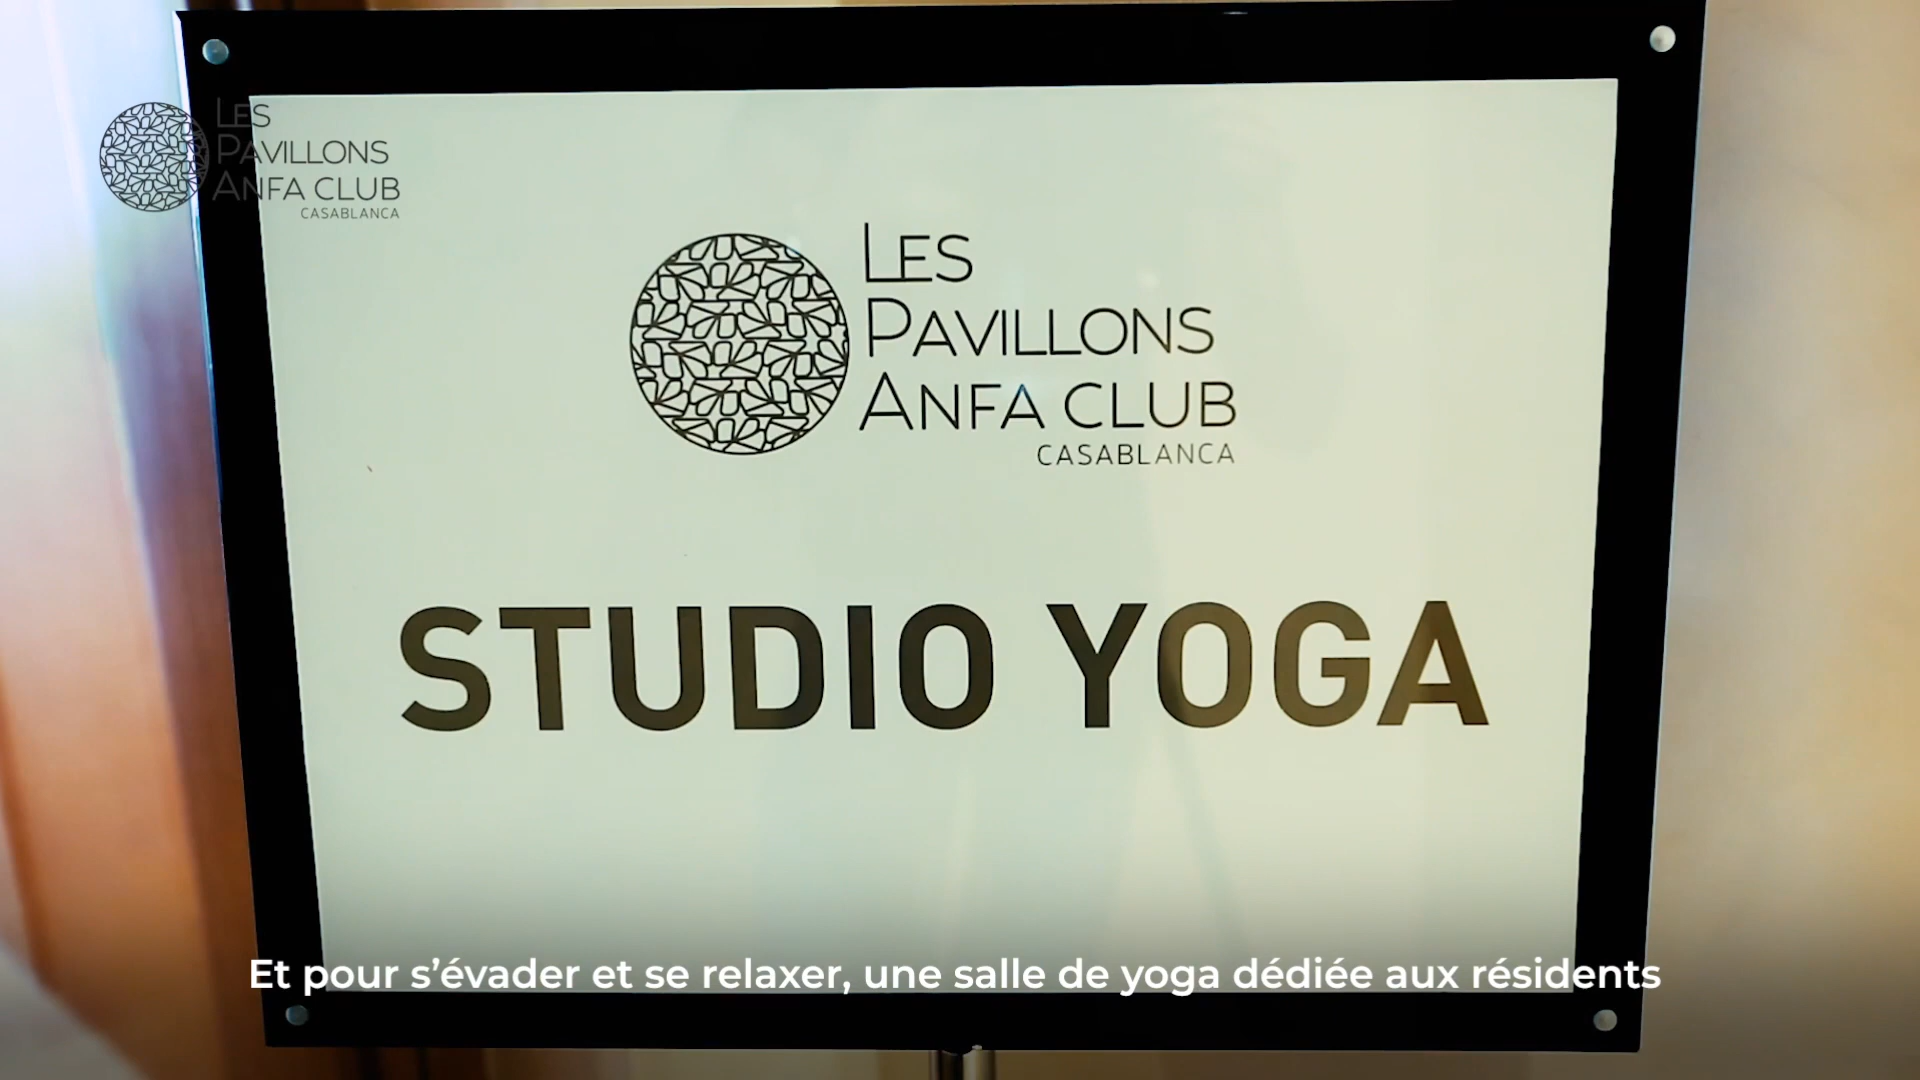 LES
PAVILLONS
ANFA CLUB
CASABLANCA
LES
PAVILLONS
ANFA CLUB
CASABLANCA
STUDIO YOGA
Et pour s’évader et se relaxer, une salle de yoga dédiée aux résidents